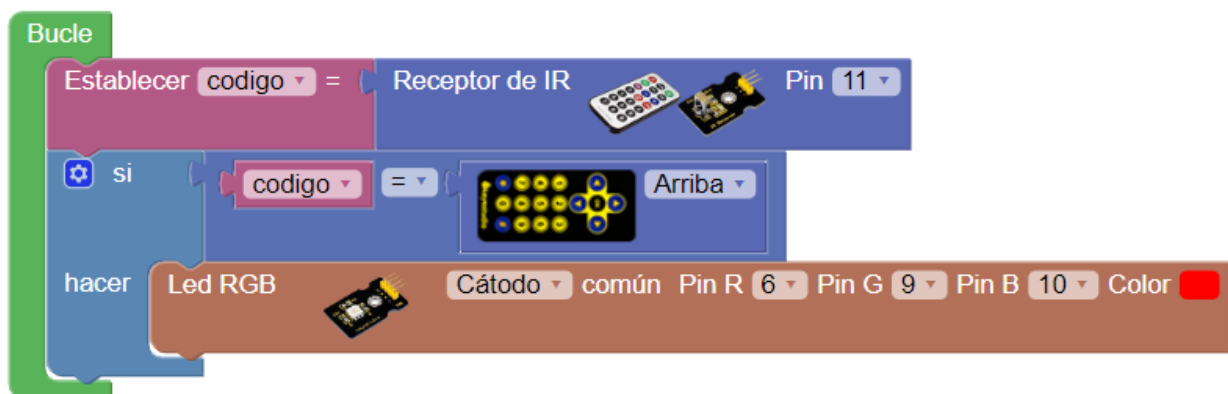 Bucle
Establecer codigo = Receptor de IR Pin 11
si codigo = Arriba
hacer Led RGB Cátodo común Pin R 6 Pin G 9 Pin B 10 Color